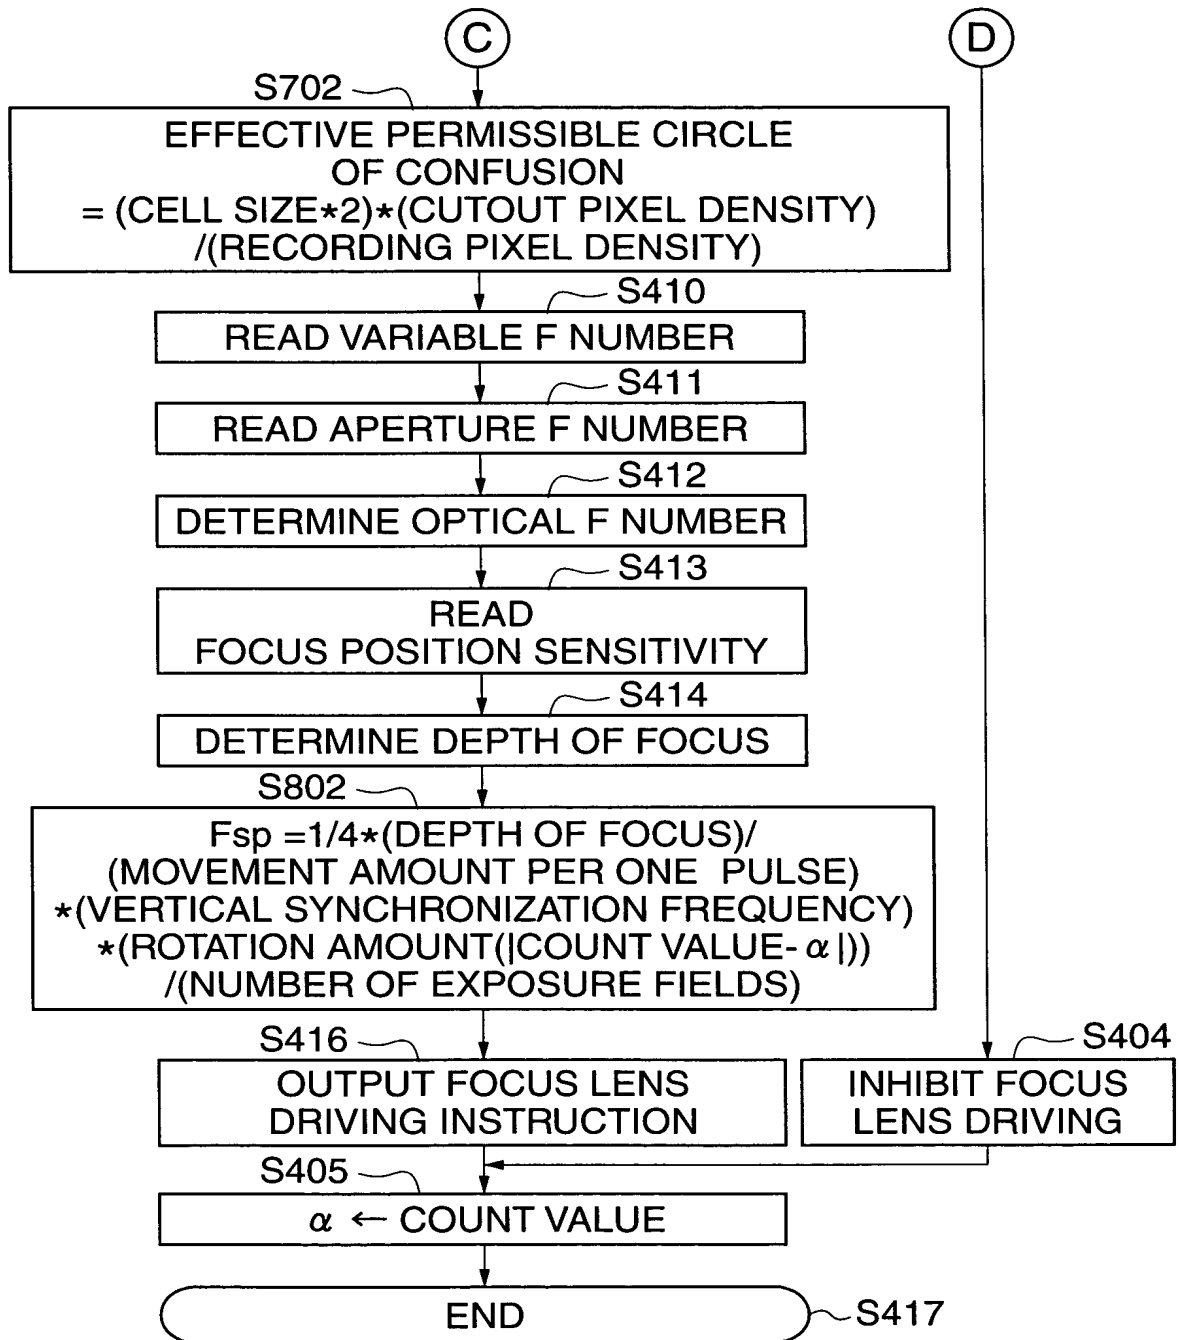 C
D
S702
EFFECTIVE PERMISSIBLE CIRCLE
OF CONFUSION
= (CELL SIZE*2)*(CUTOUT PIXEL DENSITY)
/(RECORDING PIXEL DENSITY)
S410
READ VARIABLE F NUMBER
S411
READ APERTURE F NUMBER
S412
DETERMINE OPTICAL F NUMBER
S413
READ
FOCUS POSITION SENSITIVITY
S414
DETERMINE DEPTH OF FOCUS
S802
Fsp =1/4*(DEPTH OF FOCUS)/
(MOVEMENT AMOUNT PER ONE PULSE)
*(VERTICAL SYNCHRONIZATION FREQUENCY)
*(ROTATION AMOUNT(|COUNT VALUE- α|))
/(NUMBER OF EXPOSURE FIELDS)
S416
OUTPUT FOCUS LENS
DRIVING INSTRUCTION
S404
INHIBIT FOCUS
LENS DRIVING
S405
α ← COUNT VALUE
END
S417